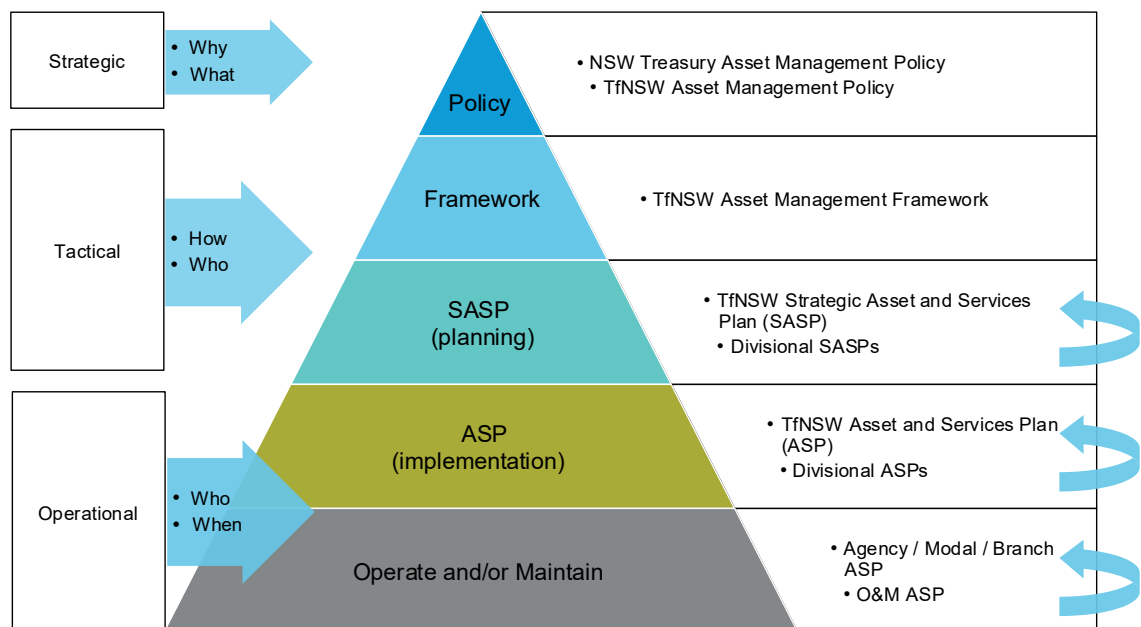 Strategic
• Why
• What
Policy
• NSW Treasury Asset Management Policy
• TfNSW Asset Management Policy
Tactical
• How
• Who
Framework
• TfNSW Asset Management Framework
SASP
(planning)
• TfNSW Strategic Asset and Services
Plan (SASP)
• Divisional SASPs
Operational
• Who
• When
ASP
(implementation)
• TfNSW Asset and Services Plan
(ASP)
• Divisional ASPs
Operate and/or Maintain
• Agency / Modal / Branch
ASP
• O&M ASP